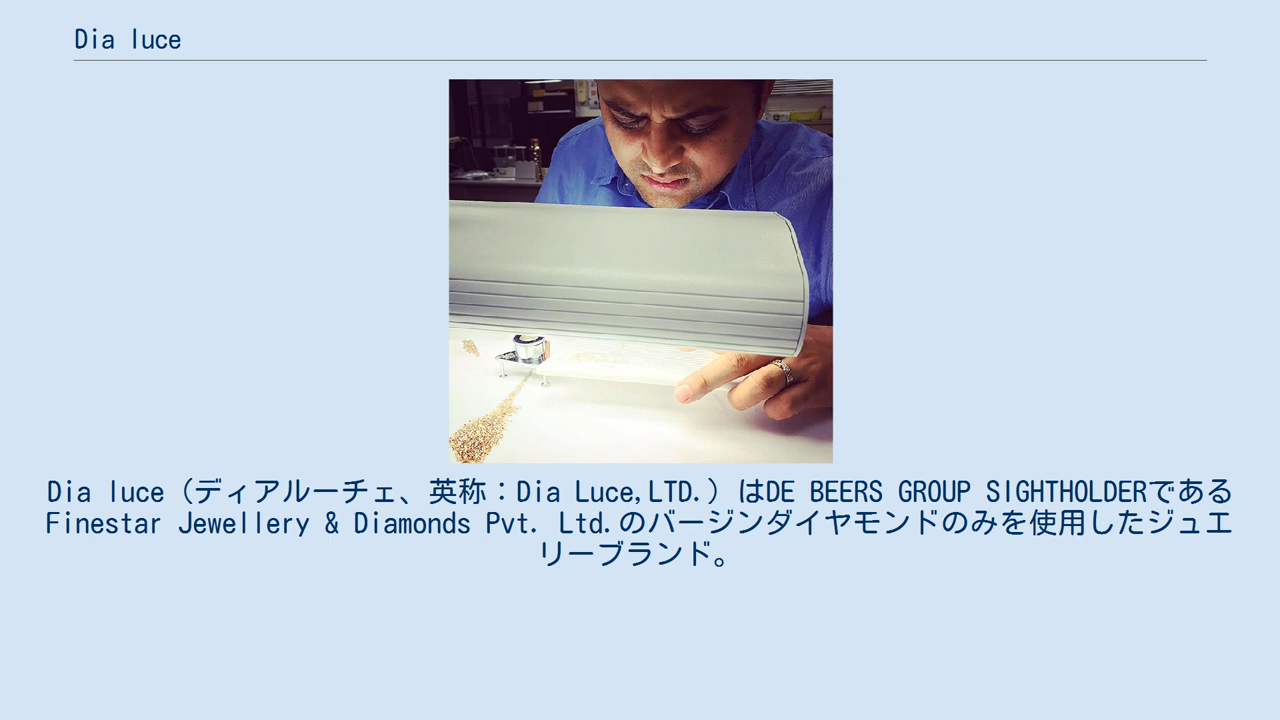 Dia luce
Dia luce（ディアルーチェ、英称：Dia Luce,LTD.）はDE BEERS GROUP SIGHTHOLDERである
Finestar Jewellery & Diamonds Pvt. Ltd.のバージンダイヤモンドのみを使用したジュエ
リーブランド。